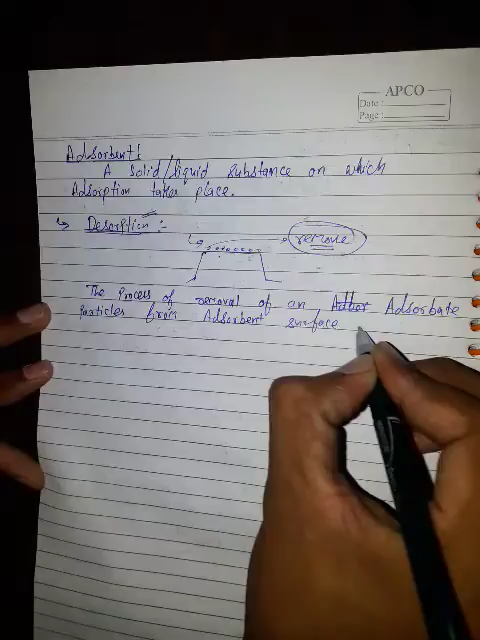 APCO
Date :
Page :
Adsorbent:
A solid/liquid substance on which
Adsorption takes place.
↳ Desorption :-
remove
The Process of removal of an Adsorbate
Particles from Adsorbent surface